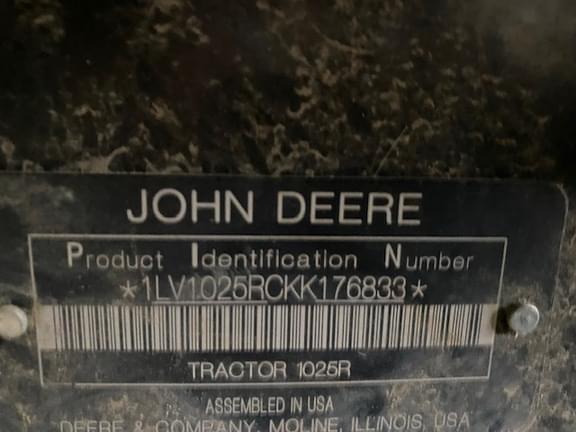 JOHN DEERE
Product Identification Number
*1LV1025RCKK176833*
TRACTOR 1025R
ASSEMBLED IN USA
DEERE & COMPANY, MOLINE, ILLINOIS, USA